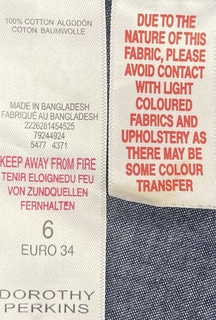 100% COTTON ALGODÓN
COTON BAUMWOLLE
MADE IN BANGLADESH
FABRIQUÉ AU BANGLADESH
2226281454525
79244924
5477 4371
KEEP AWAY FROM FIRE
TENIR ELOIGNEDU FEU
VON ZUNDQUELLEN
FERNHALTEN
6
EURO 34
DOROTHY
PERKINS
DUE TO THE
NATURE OF THIS
FABRIC, PLEASE
AVOID CONTACT
WITH LIGHT
COLOURED
FABRICS AND
UPHOLSTERY AS
THERE MAY BE
SOME COLOUR
TRANSFER